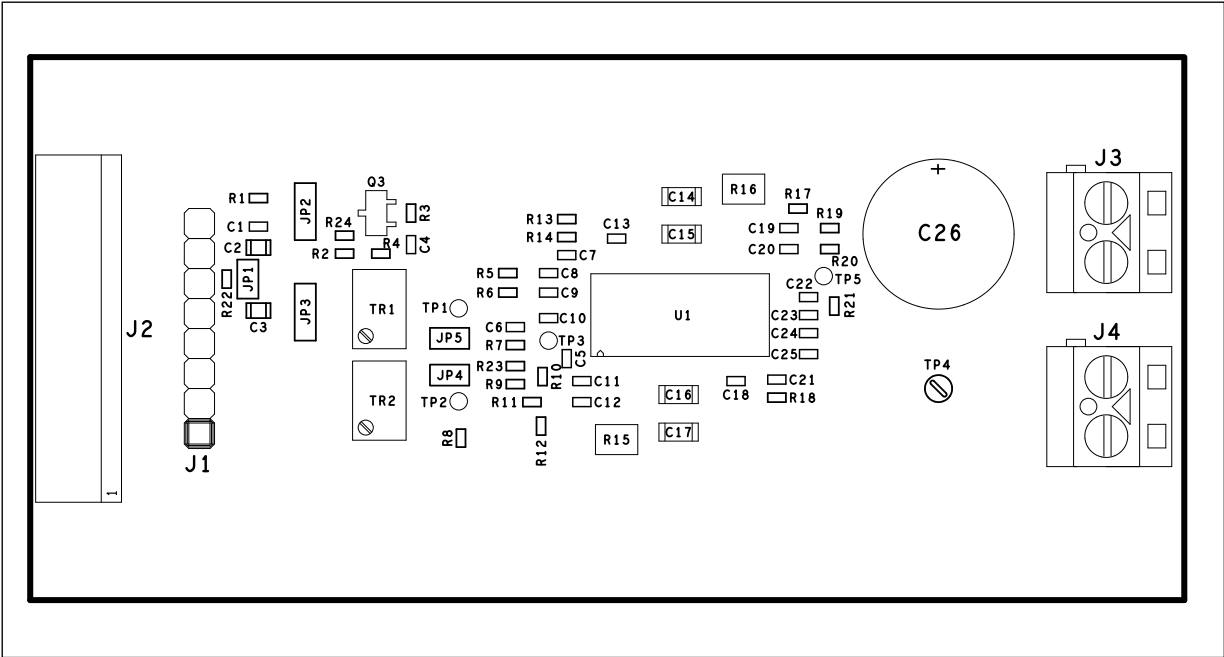 J3
Q3
R1
JP2
R3
C14
R16
R17
C1
R24
R13
C13
C19
R19
C26
C2
R2
R4
C4
R14
C15
C20
JP1
C7
R20
R22
R5
C8
TP5
C3
JP3
TR1
R6
C9
C22
R21
TP1
C10
U1
C23
J2
JP5
C6
TP3
C24
J4
R7
C5
C25
R23
JP4
R10
C11
C21
TP4
R9
TR2
TP2
R11
C12
C16
C18
R18
R8
R12
R15
C17
J1
1
+